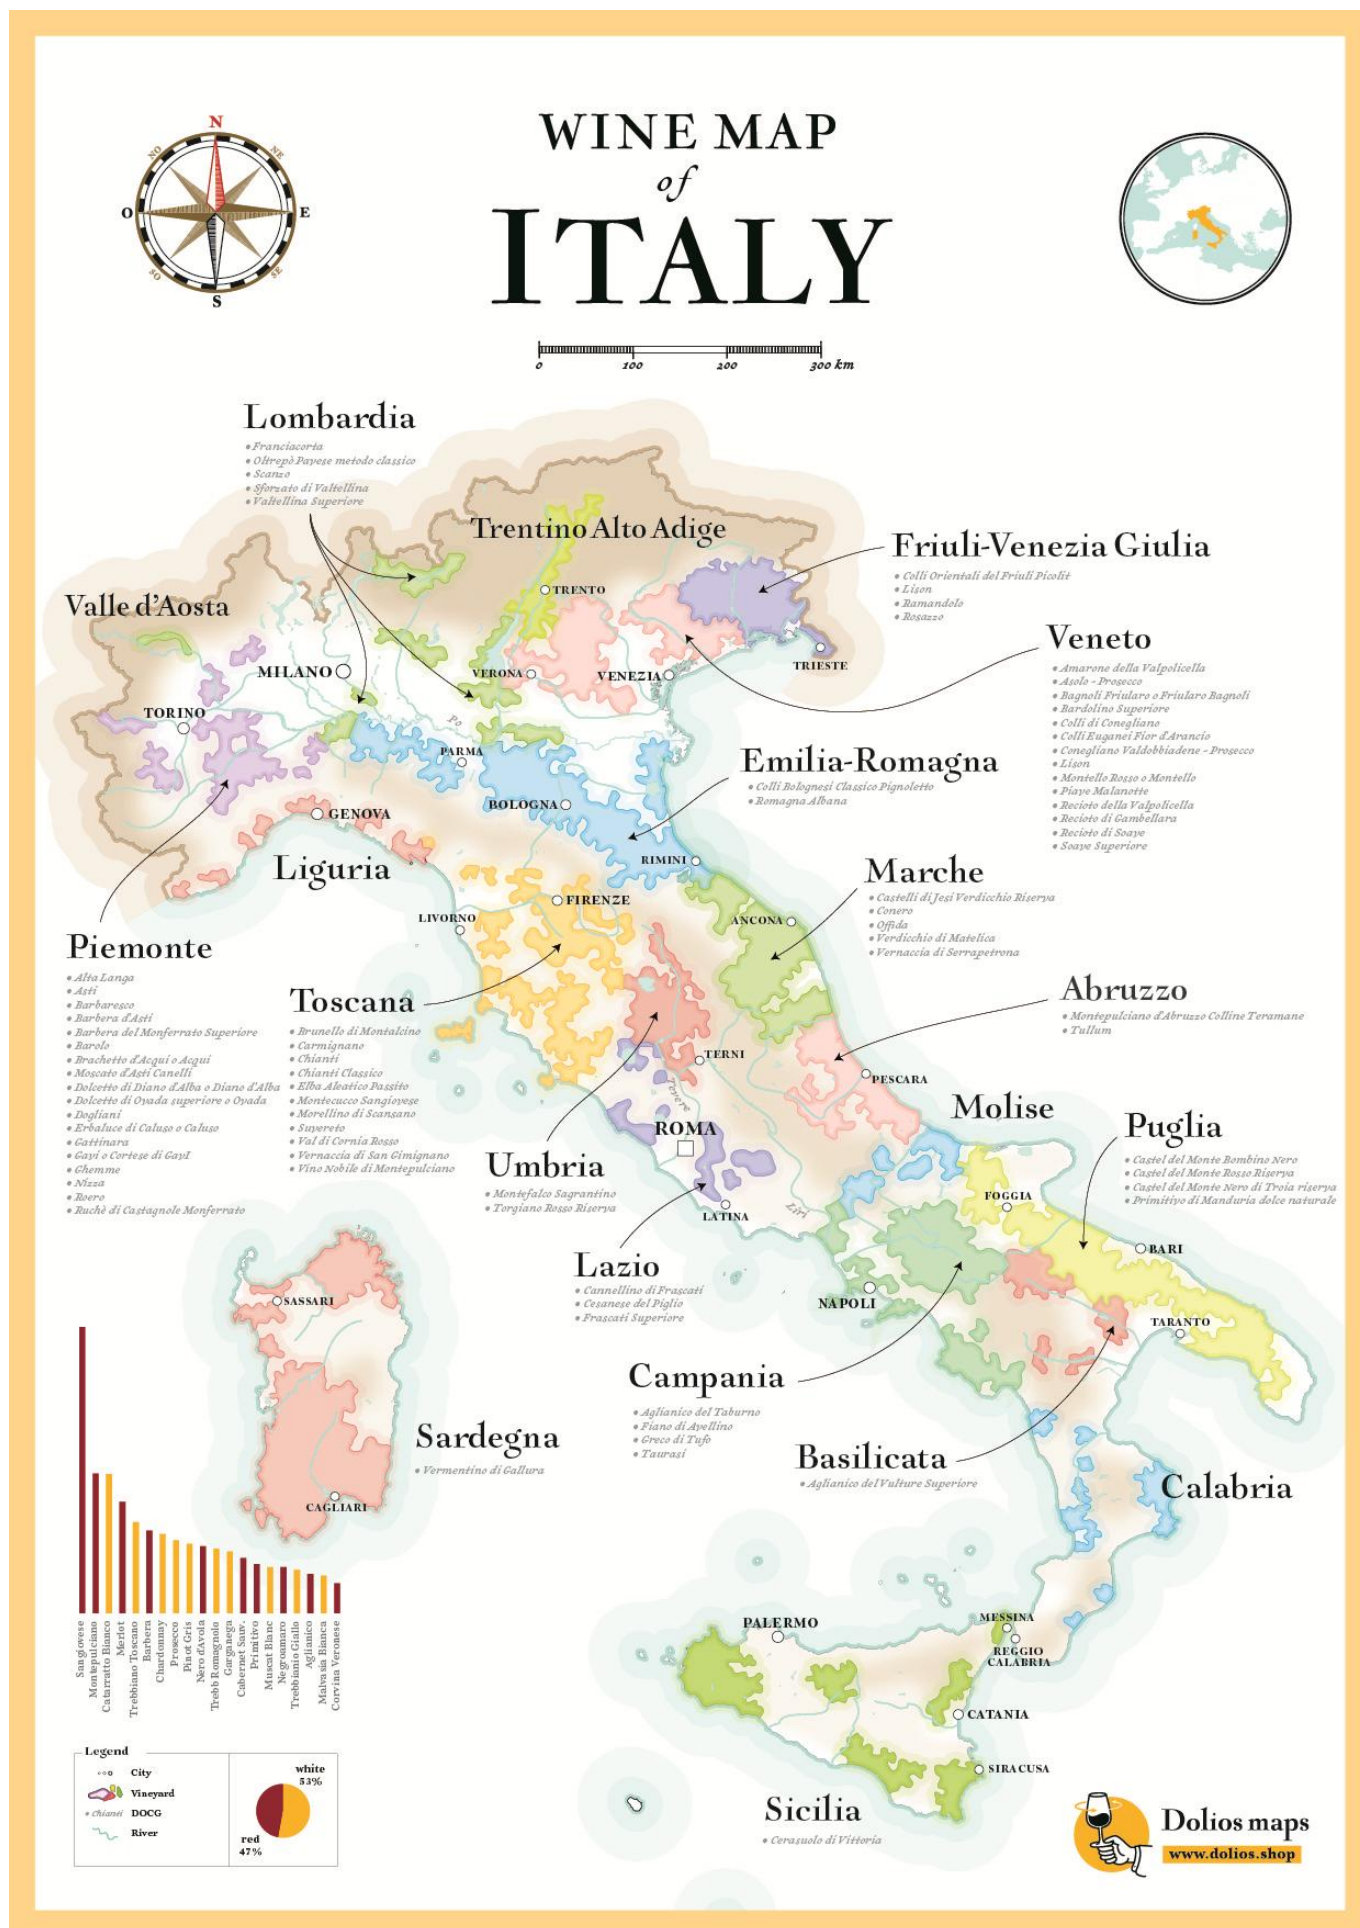 WINE MAP
of
ITALY
N
NO
NE
O
E
SO
SE
S
0 100 200 300 km
Lombardia
• Franciacorta
• Oltrepò Pavese metodo classico
• Scanzo
• Sforzato di Valtellina
• Valtellina Superiore
Trentino Alto Adige
Friuli-Venezia Giulia
• Colli Orientali del Friuli Picolit
• Lison
• Ramandolo
• Rosazzo
Valle d'Aosta
TRENTO
Veneto
• Amarone della Valpolicella
• Asolo - Prosecco
• Bagnoli Friularo o Friularo Bagnoli
• Bardolino Superiore
• Colli di Conegliano
• Colli Euganei Fior d'Arancio
• Conegliano Valdobbiadene - Prosecco
• Lison
• Montello Rosso o Montello
• Piave Malanotte
• Recioto della Valpolicella
• Recioto di Gambellara
• Recioto di Soave
• Soave Superiore
MILANO
VERONA
VENEZIA
TRIESTE
TORINO
Po
PARMA
Emilia-Romagna
• Colli Bolognesi Classico Pignoletto
• Romagna Albana
BOLOGNA
GENOVA
RIMINI
Liguria
Marche
• Castelli di Jesi Verdicchio Riserva
• Conero
• Offida
• Verdicchio di Matelica
• Vernaccia di Serrapetrona
FIRENZE
LIVORNO
ANCONA
Piemonte
• Alta Langa
• Asti
• Barbaresco
• Barbera d'Asti
• Barbera del Monferrato Superiore
• Barolo
• Brachetto d'Acqui o Acqui
• Moscato d'Asti Canelli
• Dolcetto di Diano d'Alba o Diano d'Alba
• Dolcetto di Ovada superiore o Ovada
• Dogliani
• Erbaluce di Caluso o Caluso
• Gattinara
• Gavi o Cortese di GavI
• Ghemme
• Nizza
• Roero
• Ruchè di Castagnole Monferrato
Toscana
• Brunello di Montalcino
• Carmignano
• Chianti
• Chianti Classico
• Elba Aleatico Passito
• Montecucco Sangiovese
• Morellino di Scansano
• Suvereto
• Val di Cornia Rosso
• Vernaccia di San Gimignano
• Vino Nobile di Montepulciano
Abruzzo
• Montepulciano d'Abruzzo Colline Teramane
• Tullum
TERNI
PESCARA
Tevere
ROMA
Molise
Puglia
• Castel del Monte Bombino Nero
• Castel del Monte Rosso Riserva
• Castel del Monte Nero di Troia riserva
• Primitivo di Manduria dolce naturale
Umbria
• Montefalco Sagrantino
• Torgiano Rosso Riserva
LATINA
Liri
FOGGIA
BARI
Lazio
• Cannellino di Frascati
• Cesanese del Piglio
• Frascati Superiore
NAPOLI
TARANTO
SASSARI
Campania
• Aglianico del Taburno
• Fiano di Avellino
• Greco di Tufo
• Taurasi
Sardegna
• Vermentino di Gallura
CAGLIARI
Basilicata
• Aglianico del Vulture Superiore
Calabria
PALERMO
MESSINA
REGGIO
CALABRIA
CATANIA
SIRACUSA
Sicilia
• Cerasuolo di Vittoria
Sangiovese
Montepulciano
Catarratto Bianco
Merlot
Trebbiano Toscano
Barbera
Chardonnay
Prosecco
Pinot Gris
Nero d'Avola
Trebb Romagnolo
Garganega
Cabernet Sauv.
Primitivo
Muscat Blanc
Negroamaro
Trebbianio Giallo
Aglianico
Malvasia Bianca
Corvina Veronese
Legend
City
Vineyard
• Chianti DOCG
River
white
53%
red
47%
Dolios maps
www.dolios.shop